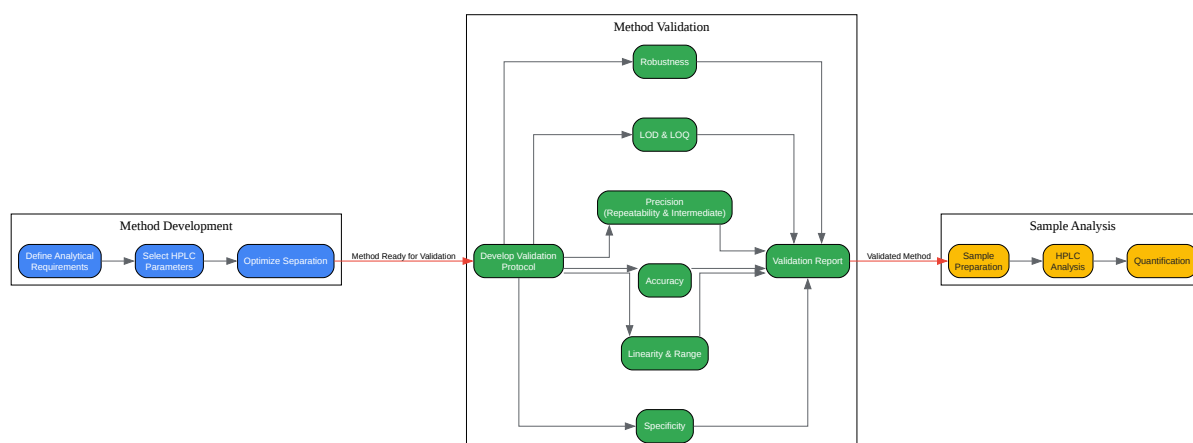 Method Development
Define Analytical
Requirements
Select HPLC
Parameters
Optimize Separation
Method Ready for Validation
Method Validation
Develop Validation
Protocol
Robustness
LOD & LOQ
Precision
(Repeatability & Intermediate)
Accuracy
Linearity & Range
Specificity
Validation Report
Validated Method
Sample Analysis
Sample
Preparation
HPLC
Analysis
Quantification